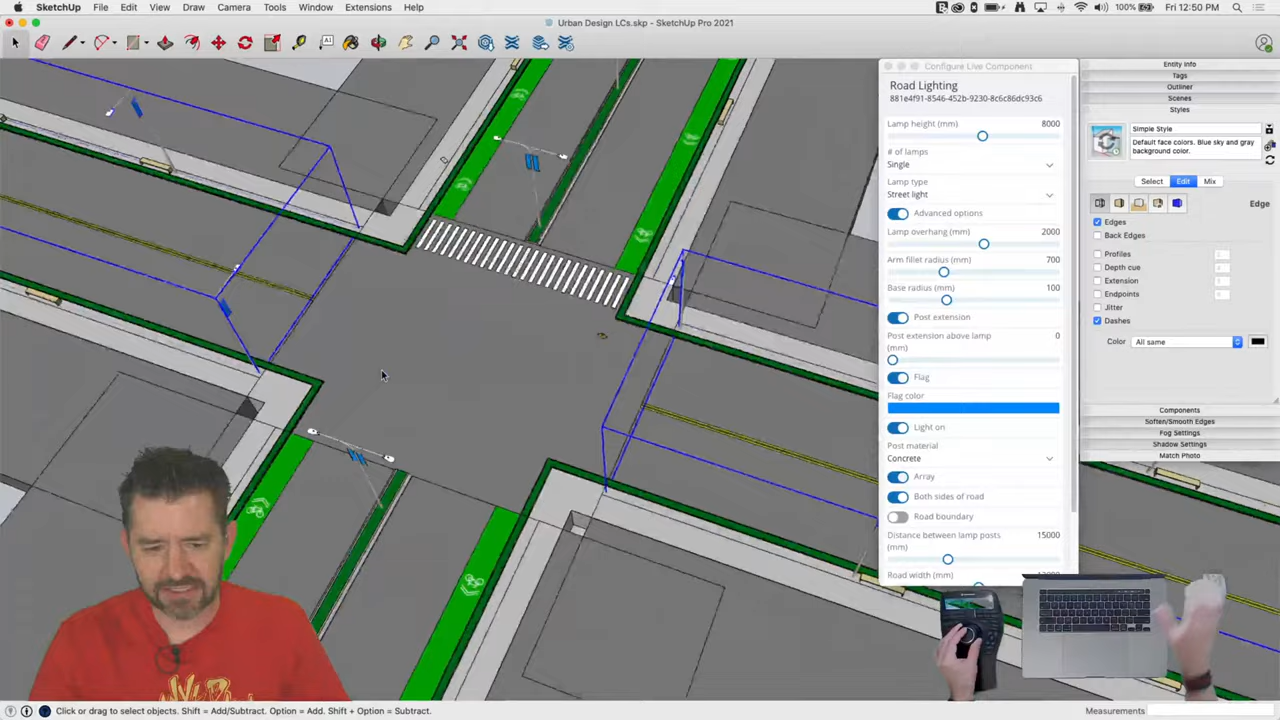 SketchUp File Edit View Draw Camera Tools Window Extensions Help 100% Fri 12:50 PM
Urban Design LCs.skp - SketchUp Pro 2021
Configure Live Component
Road Lighting
881e4f91-8546-452b-9230-8c6c86dc93c6
Lamp height (mm) 8000
# of lamps
Single
Lamp type
Street light
Advanced options
Lamp overhang (mm) 2000
Arm fillet radius (mm) 700
Base radius (mm) 100
Post extension
Post extension above lamp 0
(mm)
Flag
Flag color
Light on
Post material
Concrete
Array
Both sides of road
Road boundary
Distance between lamp posts 15000
(mm)
Road width (mm)
Entity Info
Tags
Outliner
Scenes
Styles
Simple Style
Default face colors. Blue sky and gray
background color.
Select Edit Mix
Edge
Edges
Back Edges
Profiles
Depth cue
Extension
Endpoints
Jitter
Dashes
Color All same
Components
Soften/Smooth Edges
Fog Settings
Shadow Settings
Match Photo
Click or drag to select objects. Shift = Add/Subtract. Option = Add. Shift + Option = Subtract.
Measurements